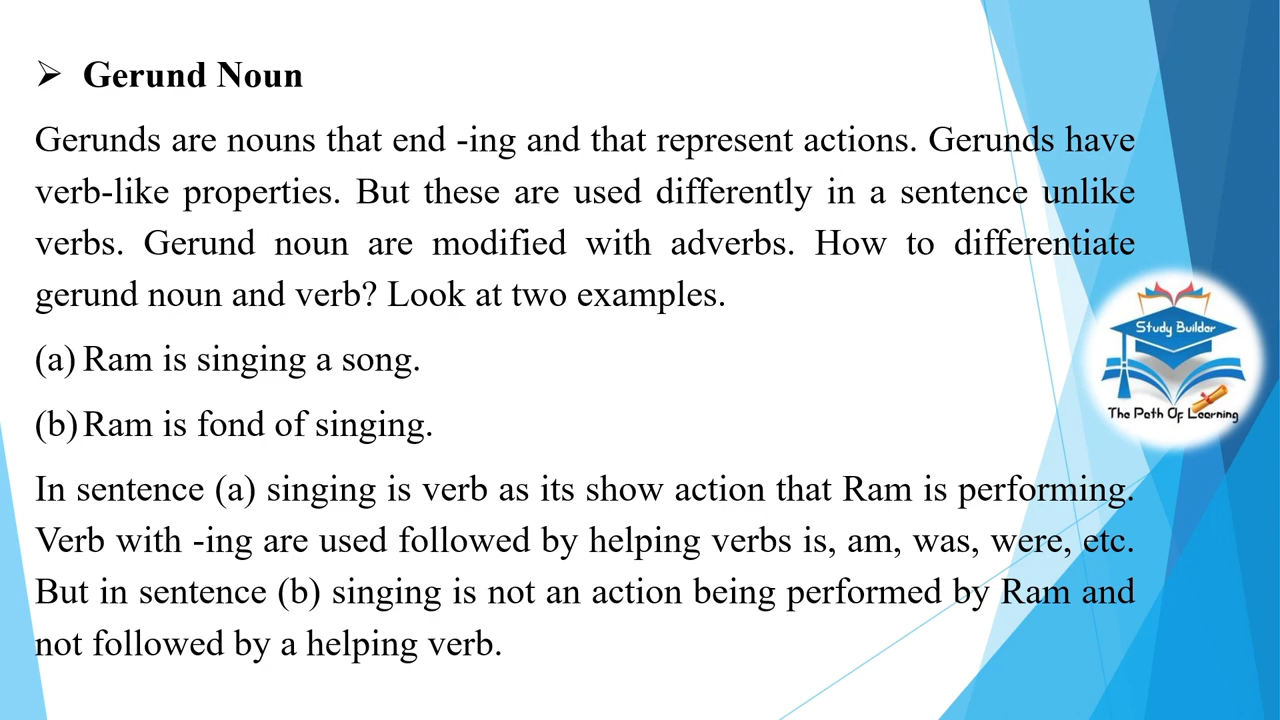 ➢ Gerund Noun
Gerunds are nouns that end -ing and that represent actions. Gerunds have
verb-like properties. But these are used differently in a sentence unlike
verbs. Gerund noun are modified with adverbs. How to differentiate
gerund noun and verb? Look at two examples.
(a) Ram is singing a song.
(b) Ram is fond of singing.
In sentence (a) singing is verb as its show action that Ram is performing.
Verb with -ing are used followed by helping verbs is, am, was, were, etc.
But in sentence (b) singing is not an action being performed by Ram and
not followed by a helping verb.
Study Builder
The Path Of Learning